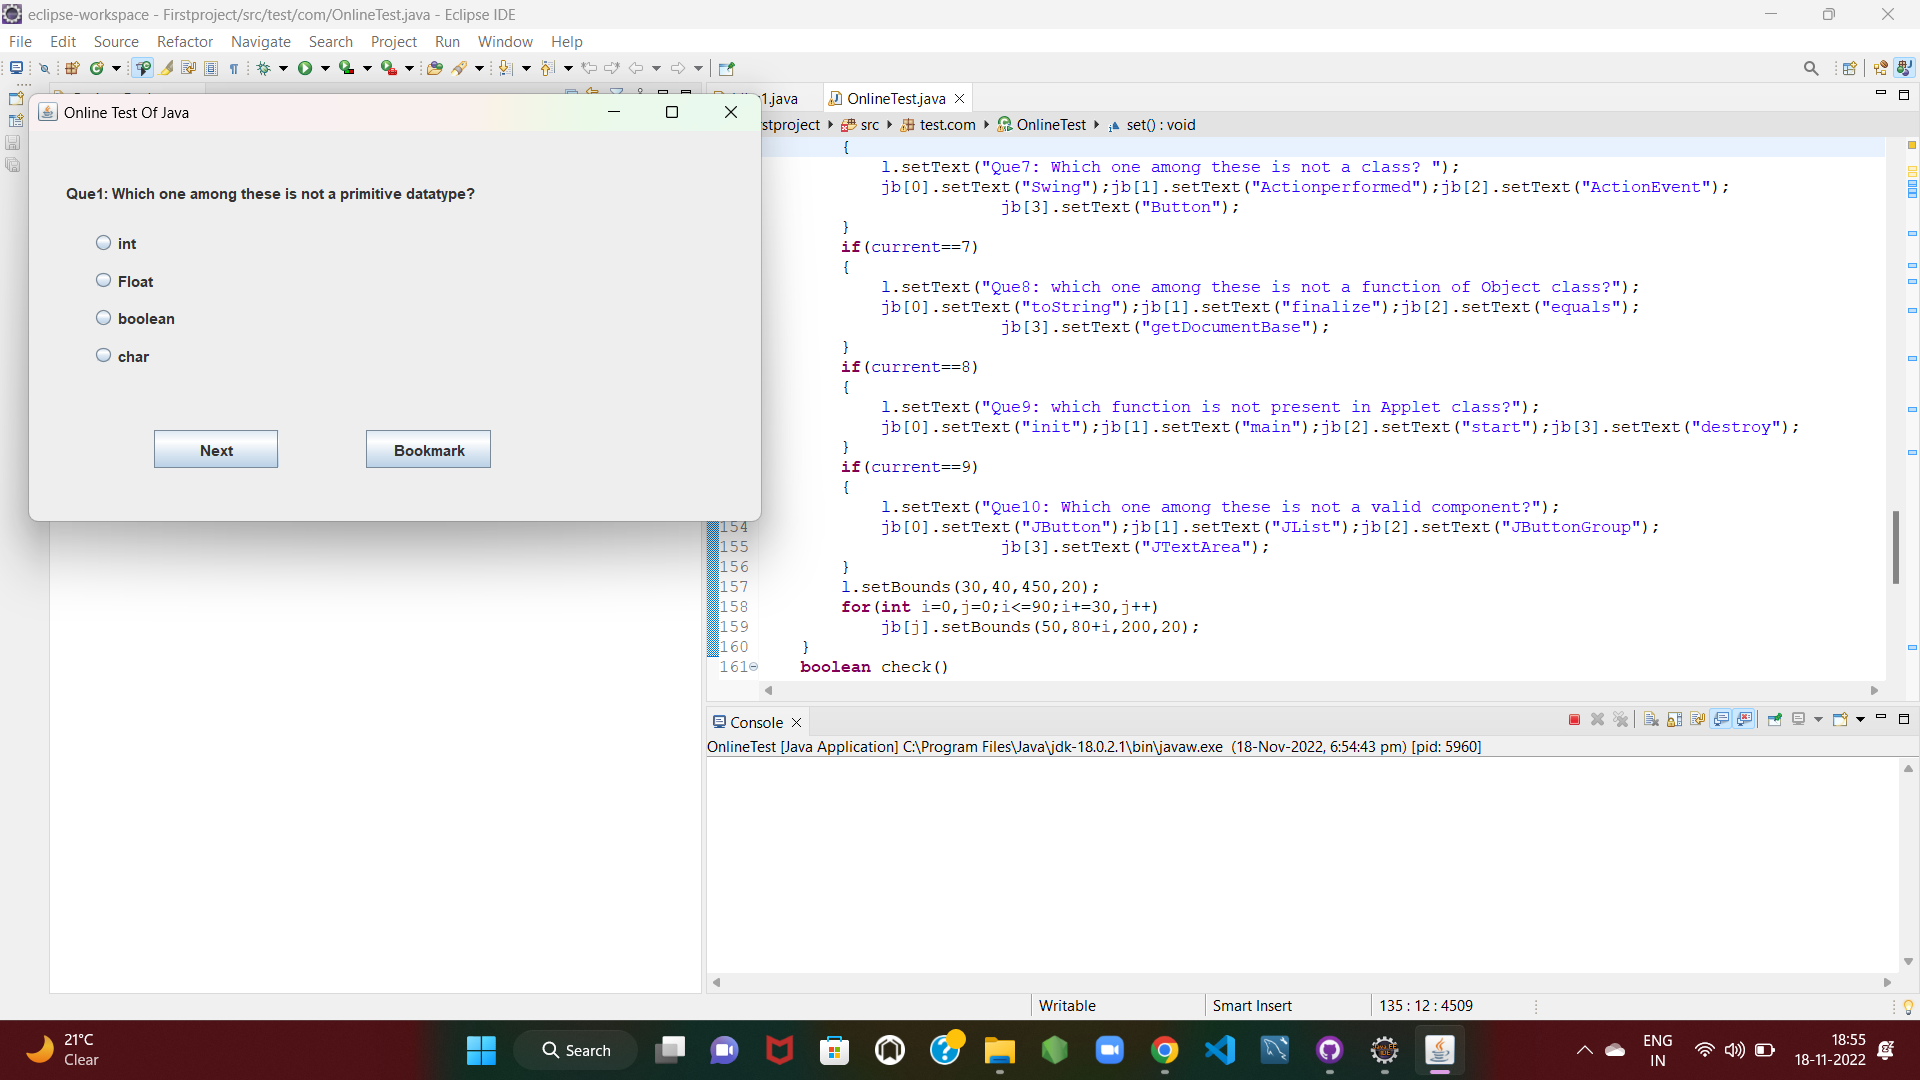 eclipse-workspace - Firstproject/src/test/com/OnlineTest.java - Eclipse IDE
File Edit Source Refactor Navigate Search Project Run Window Help
Online Test Of Java
Que1: Which one among these is not a primitive datatype?
int
Float
boolean
char
Next Bookmark
1.java OnlineTest.java
stproject src test.com OnlineTest set() : void
{
l.setText("Que7: Which one among these is not a class? ");
jb[0].setText("Swing");jb[1].setText("Actionperformed");jb[2].setText("ActionEvent");
jb[3].setText("Button");
}
if(current==7)
{
l.setText("Que8: which one among these is not a function of Object class?");
jb[0].setText("toString");jb[1].setText("finalize");jb[2].setText("equals");
jb[3].setText("getDocumentBase");
}
if(current==8)
{
l.setText("Que9: which function is not present in Applet class?");
jb[0].setText("init");jb[1].setText("main");jb[2].setText("start");jb[3].setText("destroy");
}
if(current==9)
{
l.setText("Que10: Which one among these is not a valid component?");
154 jb[0].setText("JButton");jb[1].setText("JList");jb[2].setText("JButtonGroup");
155 jb[3].setText("JTextArea");
156 }
157 l.setBounds(30,40,450,20);
158 for(int i=0,j=0;i<=90;i+=30,j++)
159 jb[j].setBounds(50,80+i,200,20);
160 }
161 boolean check()
Console
OnlineTest [Java Application] C:\Program Files\Java\jdk-18.0.2.1\bin\javaw.exe (18-Nov-2022, 6:54:43 pm) [pid: 5960]
Writable Smart Insert 135 : 12 : 4509
21°C
Clear
Search
ENG
IN
18:55
18-11-2022